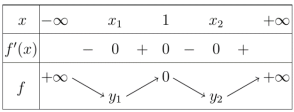 x −∞ x₁ 1 x₂ +∞
f′(x) − 0 + 0 − 0 +
+∞ 0 +∞
f
y₁ y₂